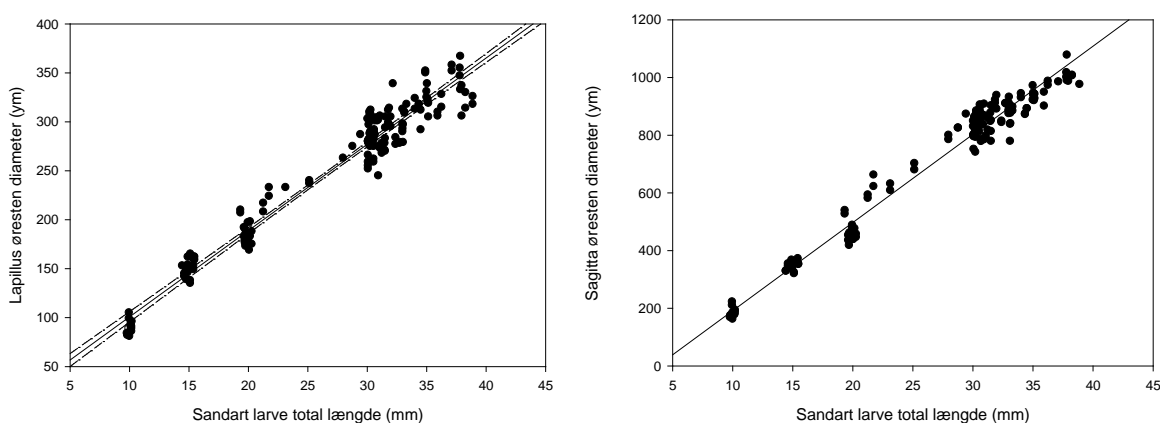 400
350
300
250
200
150
100
50
Lapillus øresten diameter (ym)
5 10 15 20 25 30 35 40 45
Sandart larve total længde (mm)
1200
1000
800
600
400
200
0
Sagitta øresten diameter (ym)
5 10 15 20 25 30 35 40 45
Sandart larve total længde (mm)